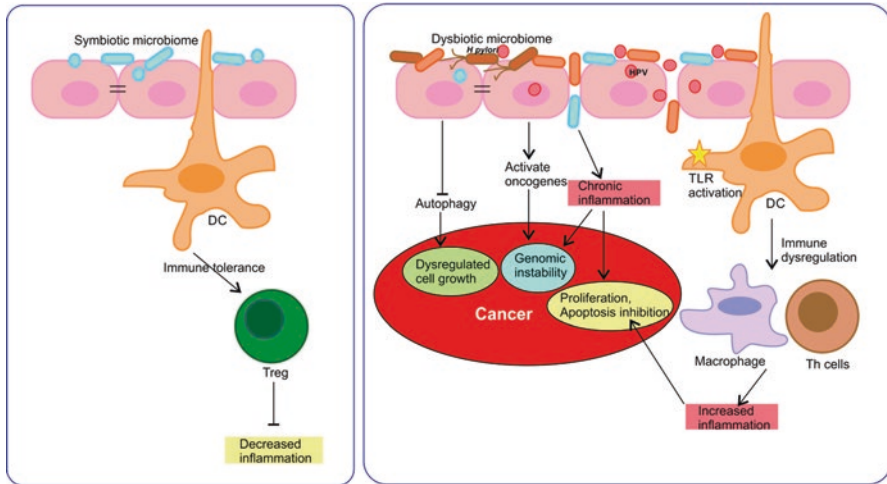 Symbiotic microbiome
DC
Immune tolerance
Treg
Decreased
inflammation
Dysbiotic microbiome
H pylori
HPV
Activate
oncogenes
Chronic
inflammation
TLR
activation
DC
Autophagy
Immune
dysregulation
Dysregulated
cell growth
Genomic
instability
Proliferation,
Apoptosis inhibition
Cancer
Macrophage
Th cells
Increased
inflammation